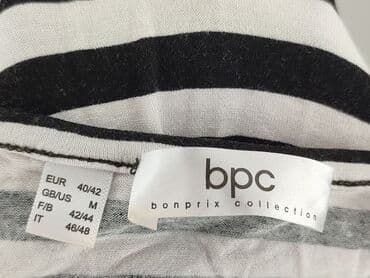 EUR 40/42
GB/US M
F/B 42/44
IT 46/48
bpc
bonprix collection